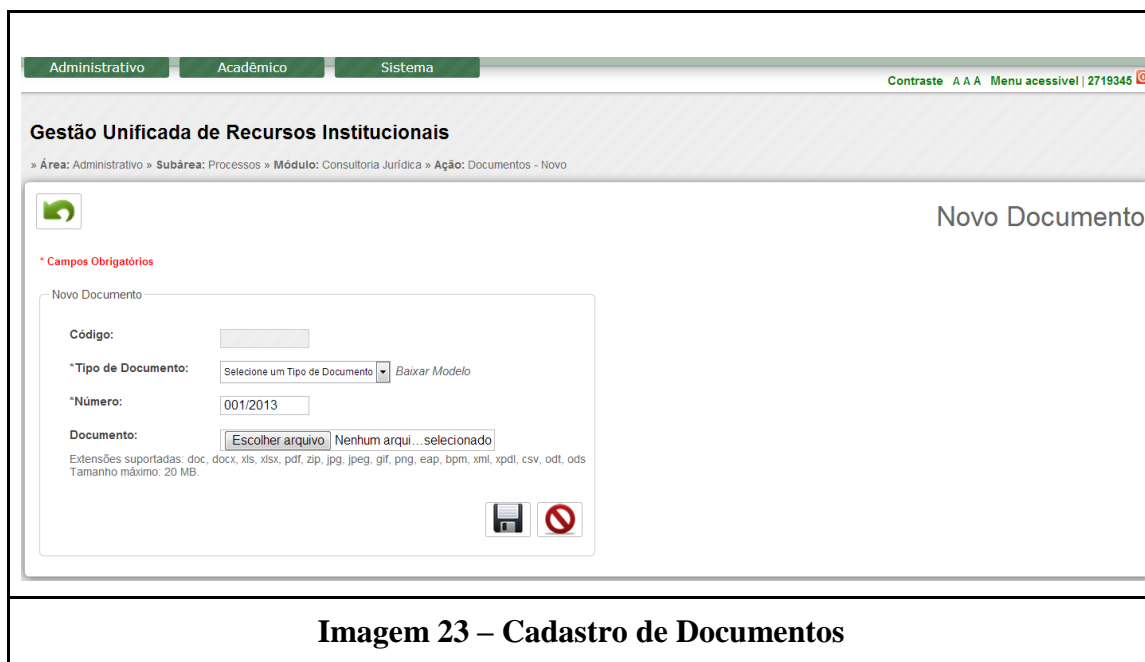 Administrativo Acadêmico Sistema
Contraste A A A Menu acessível | 2719345
Gestão Unificada de Recursos Institucionais
» Área: Administrativo » Subárea: Processos » Módulo: Consultoria Jurídica » Ação: Documentos - Novo
Novo Documento
* Campos Obrigatórios
Novo Documento
Código:
*Tipo de Documento: Selecione um Tipo de Documento Baixar Modelo
*Número: 001/2013
Documento: Escolher arquivo Nenhum arqui...selecionado
Extensões suportadas: doc, docx, xls, xlsx, pdf, zip, jpg, jpeg, gif, png, eap, bpm, xml, xpdl, csv, odt, ods
Tamanho máximo: 20 MB.
Imagem 23 – Cadastro de Documentos